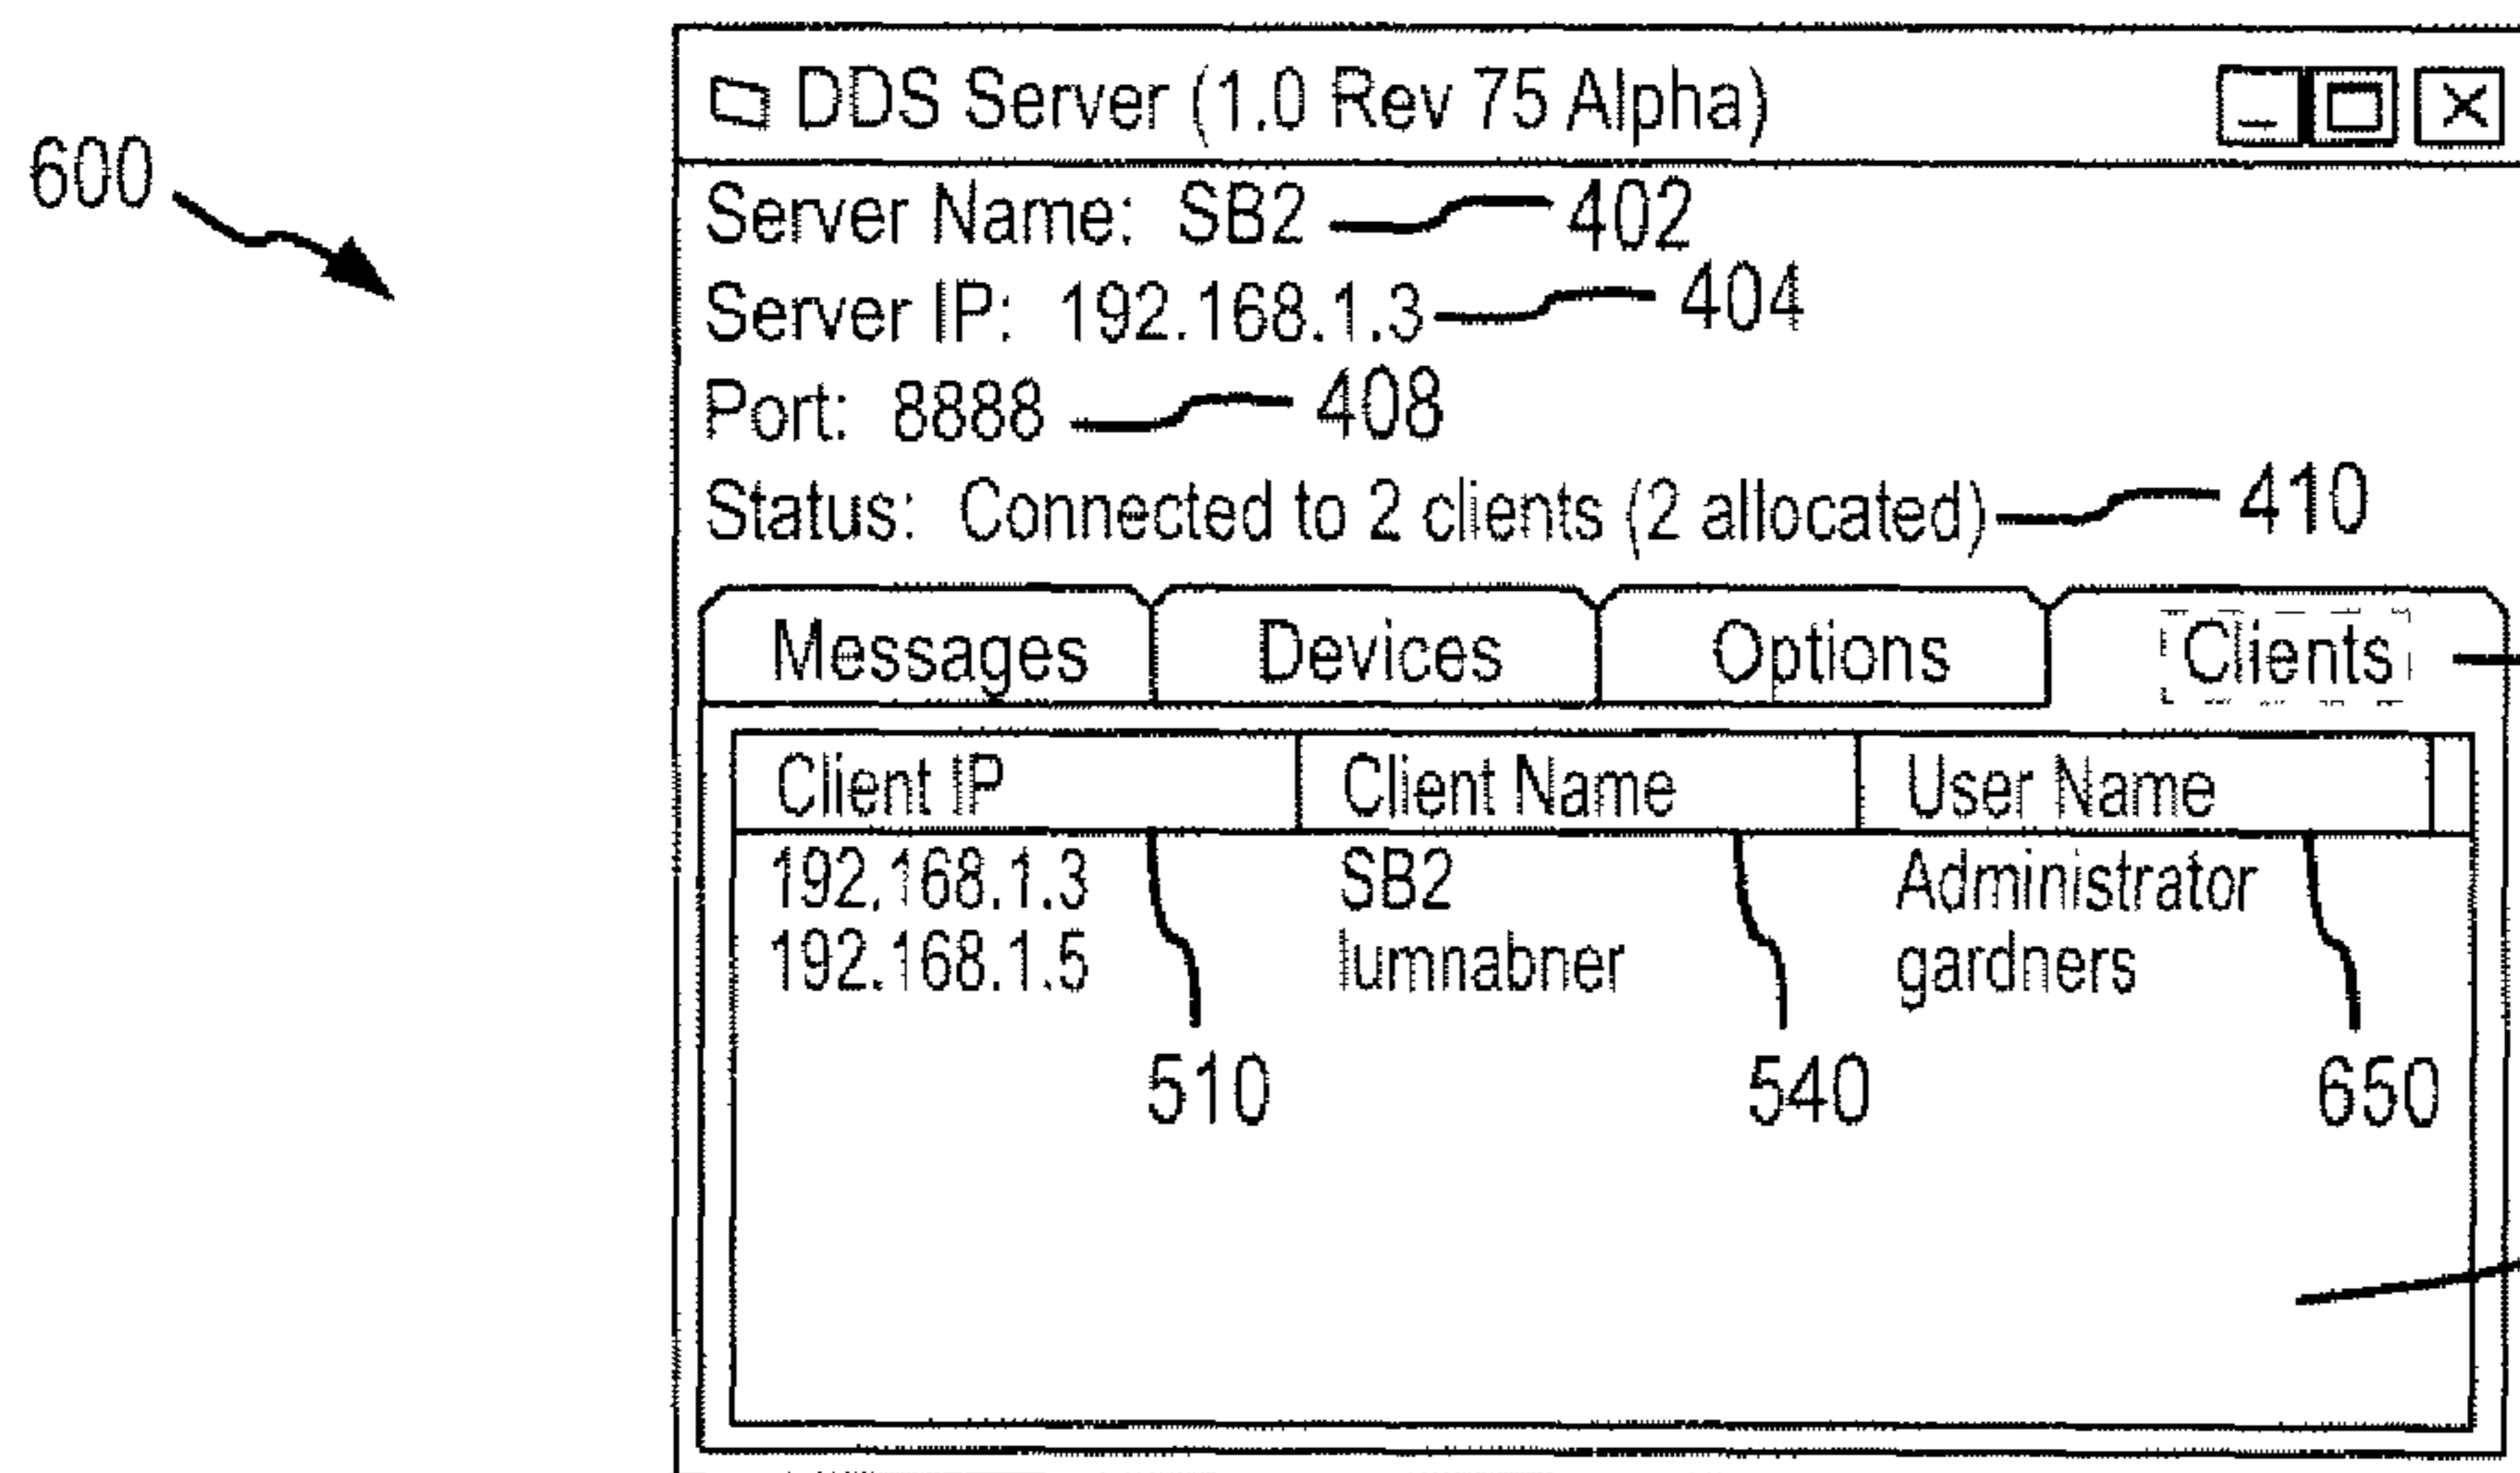 DDS Server (1.0 Rev 75 Alpha)
600
Server Name: SB2 402
Server IP: 192.168.1.3 404
Port: 8888 408
Status: Connected to 2 clients (2 allocated) 410
Messages Devices Options Clients
Client IP Client Name User Name
192.168.1.3 SB2 Administrator
192.168.1.5 lumnabner gardners
510 540 650